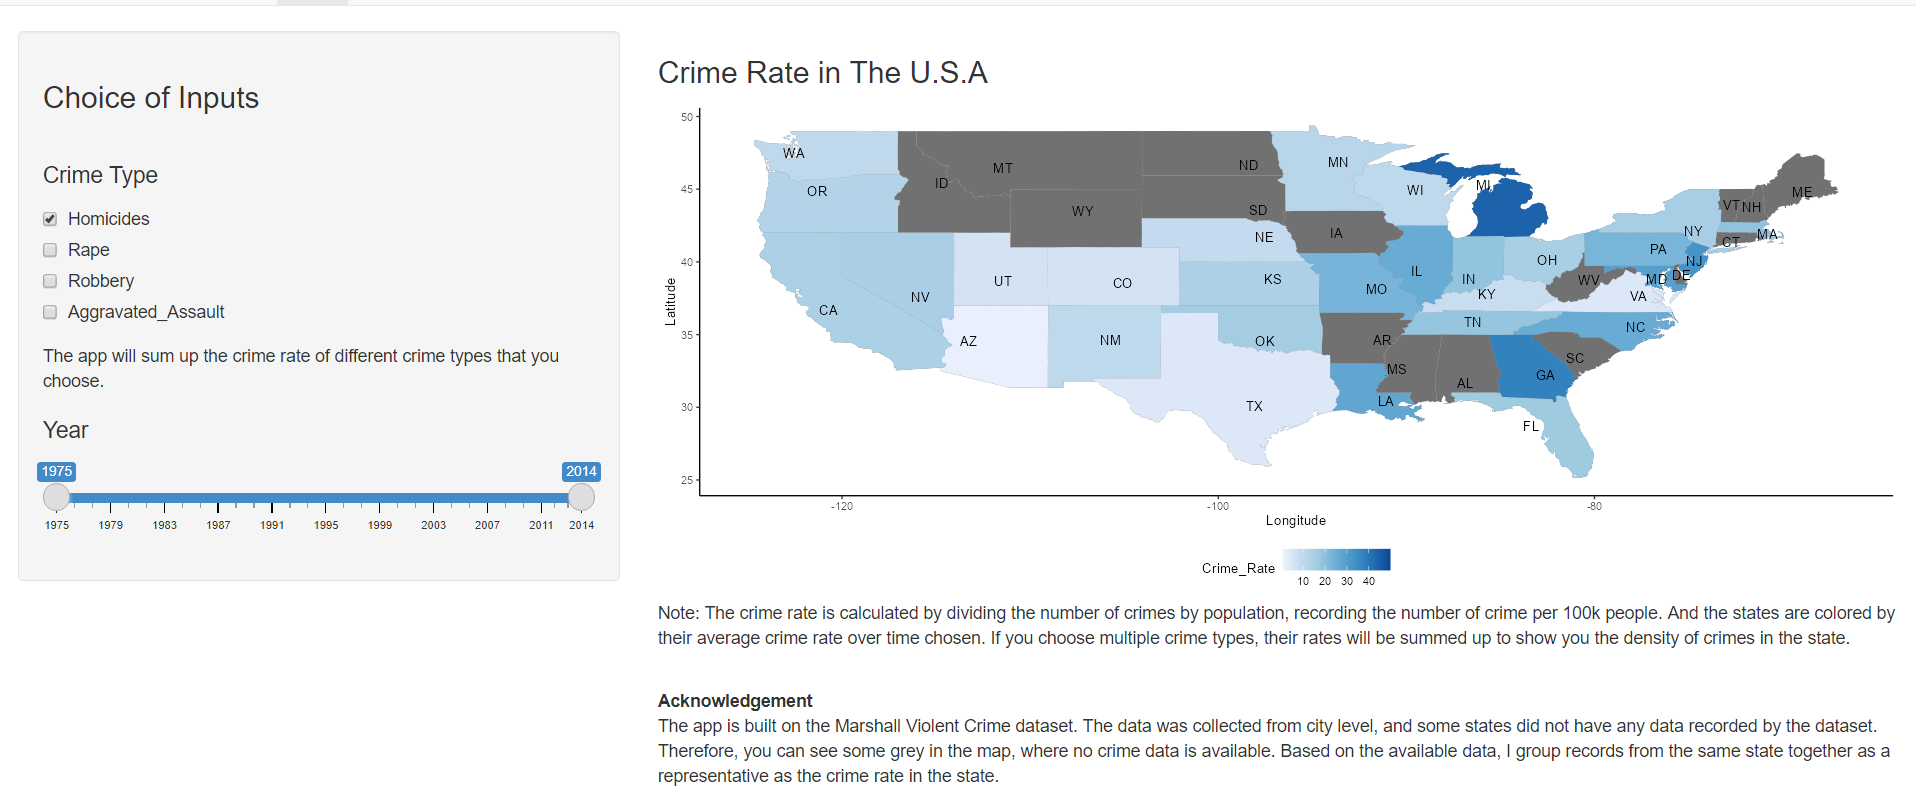 Choice of Inputs
Crime Type
Homicides
Rape
Robbery
Aggravated_Assault
The app will sum up the crime rate of different crime types that you
choose.
Year
1975 2014
1975 1979 1983 1987 1991 1995 1999 2003 2007 2011 2014
Crime Rate in The U.S.A
50
45
40
35
30
25
Latitude
WA
OR
ID
MT
ND
MN
WI
MI
ME
VT
NH
WY
SD
NE
IA
NY
CT
MA
PA
NJ
OH
IL
IN
MD
DE
WV
VA
KY
UT
CO
KS
MO
NV
CA
AZ
NM
OK
TN
NC
AR
SC
MS
AL
GA
TX
LA
FL
-120 -100 -80
Longitude
Crime_Rate
10 20 30 40
Note: The crime rate is calculated by dividing the number of crimes by population, recording the number of crime per 100k people. And the states are colored by
their average crime rate over time chosen. If you choose multiple crime types, their rates will be summed up to show you the density of crimes in the state.
Acknowledgement
The app is built on the Marshall Violent Crime dataset. The data was collected from city level, and some states did not have any data recorded by the dataset.
Therefore, you can see some grey in the map, where no crime data is available. Based on the available data, I group records from the same state together as a
representative as the crime rate in the state.